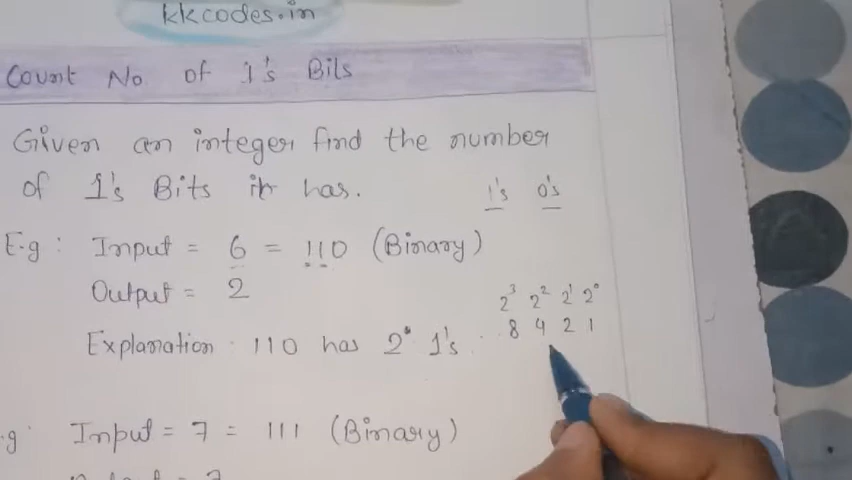 kkcodes.in
Count No of 1's Bits
Given an integer find the number
of 1's Bits it has.
1's 0's
E.g : Input = 6 = 110 (Binary)
Output = 2
2³ 2² 2¹ 2⁰
8 4 2 1
Explanation : 110 has 2 1's.
.g : Input = 7 = 111 (Binary)